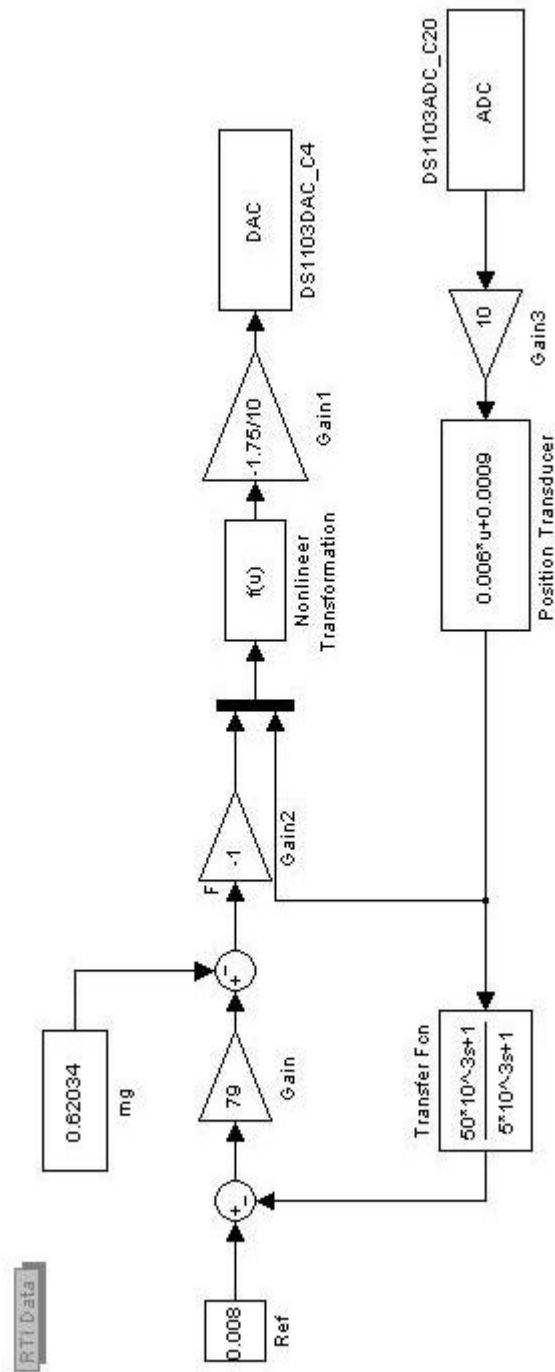 RTI Data
0.62034
mg
0.008
Ref
+
-
79
Gain
+
-
F
-1
Gain2
f(u)
Nonlineer
Transformation
-1.75/10
Gain1
DAC
DS1103DAC_C4
Transfer Fcn
50*10^-3s+1
5*10^-3s+1
0.006*u+0.0009
Position Transducer
10
Gain3
DS1103ADC_C20
ADC